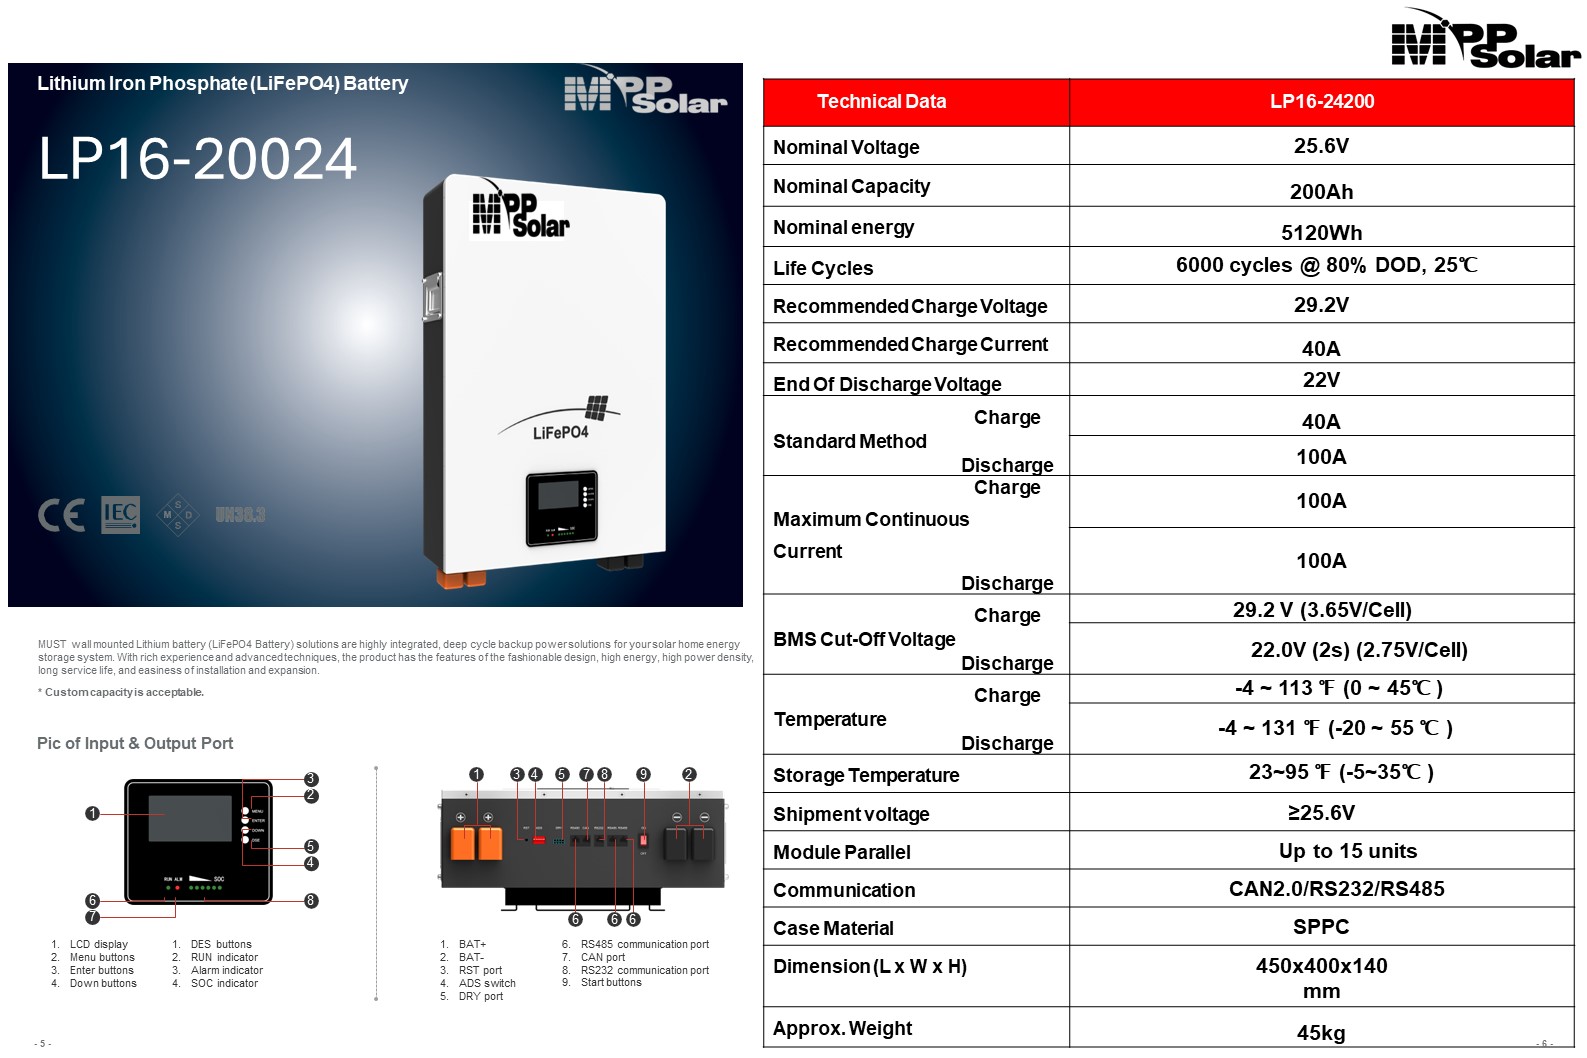 MPP Solar
Lithium Iron Phosphate (LiFePO4) Battery
MPP Solar
LP16-20024
MPP Solar
LiFePO4
CE
IEC
M S D S
UN38.3
MUST wall mounted Lithium battery (LiFePO4 Battery) solutions are highly integrated, deep cycle backup power solutions for your solar home energy
storage system. With rich experience and advanced techniques, the product has the features of the fashionable design, high energy, high power density,
long service life, and easiness of installation and expansion.
* Custom capacity is acceptable.
Pic of Input & Output Port
1
3
2
5
4
6
7
8
MENU
ENTER
DOWN
RUN ALM SOC
1. LCD display
2. Menu buttons
3. Enter buttons
4. Down buttons
1. DES buttons
2. RUN indicator
3. Alarm indicator
4. SOC indicator
1 3 4 5 7 8 9 2
6 6 6
1. BAT+
2. BAT-
3. RST port
4. ADS switch
5. DRY port
6. RS485 communication port
7. CAN port
8. RS232 communication port
9. Start buttons
- 5 -
Technical Data LP16-24200
Nominal Voltage 25.6V
Nominal Capacity 200Ah
Nominal energy 5120Wh
Life Cycles 6000 cycles @ 80% DOD, 25℃
Recommended Charge Voltage 29.2V
Recommended Charge Current 40A
End Of Discharge Voltage 22V
Standard Method
Charge 40A
Discharge 100A
Maximum Continuous
Current
Charge 100A
Discharge 100A
BMS Cut-Off Voltage
Charge 29.2 V (3.65V/Cell)
Discharge 22.0V (2s) (2.75V/Cell)
Temperature
Charge -4 ~ 113 ℉ (0 ~ 45℃ )
Discharge -4 ~ 131 ℉ (-20 ~ 55 ℃ )
Storage Temperature 23~95 ℉ (-5~35℃ )
Shipment voltage ≥25.6V
Module Parallel Up to 15 units
Communication CAN2.0/RS232/RS485
Case Material SPPC
Dimension (L x W x H) 450x400x140
mm
Approx. Weight 45kg
- 6 -